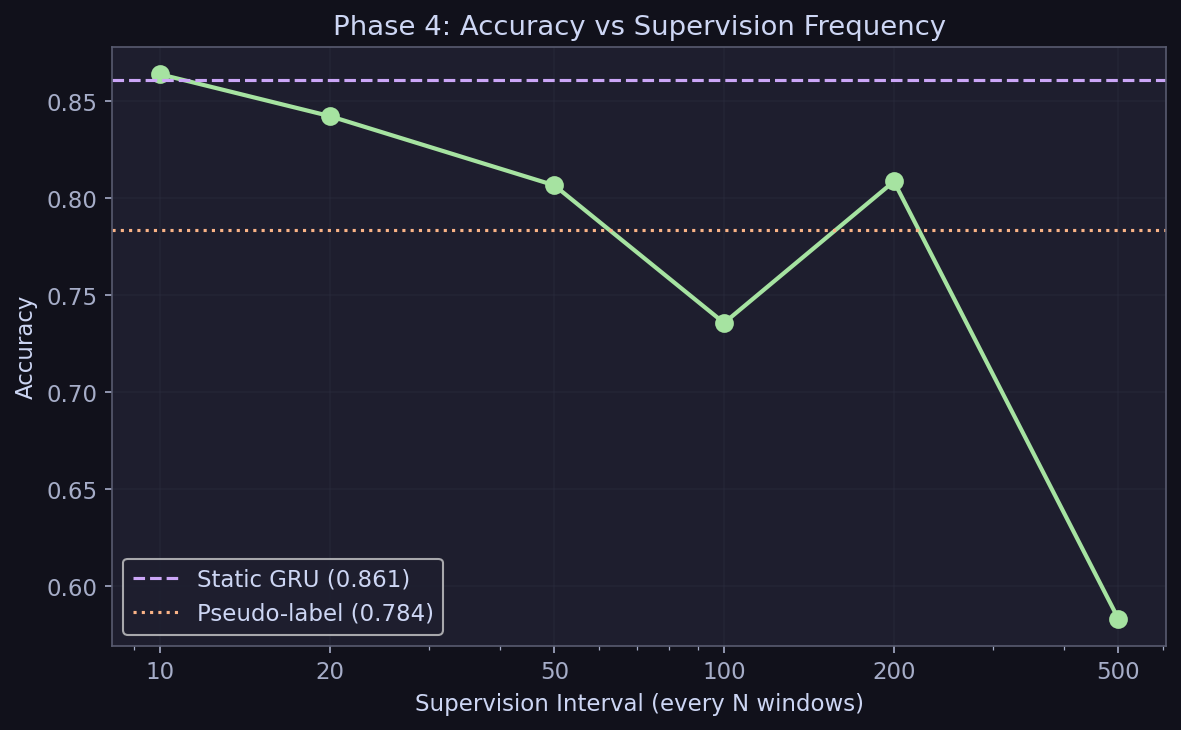 Phase 4: Accuracy vs Supervision Frequency
Accuracy
0.85
0.80
0.75
0.70
0.65
0.60
Static GRU (0.861)
Pseudo-label (0.784)
10 20 50 100 200 500
Supervision Interval (every N windows)